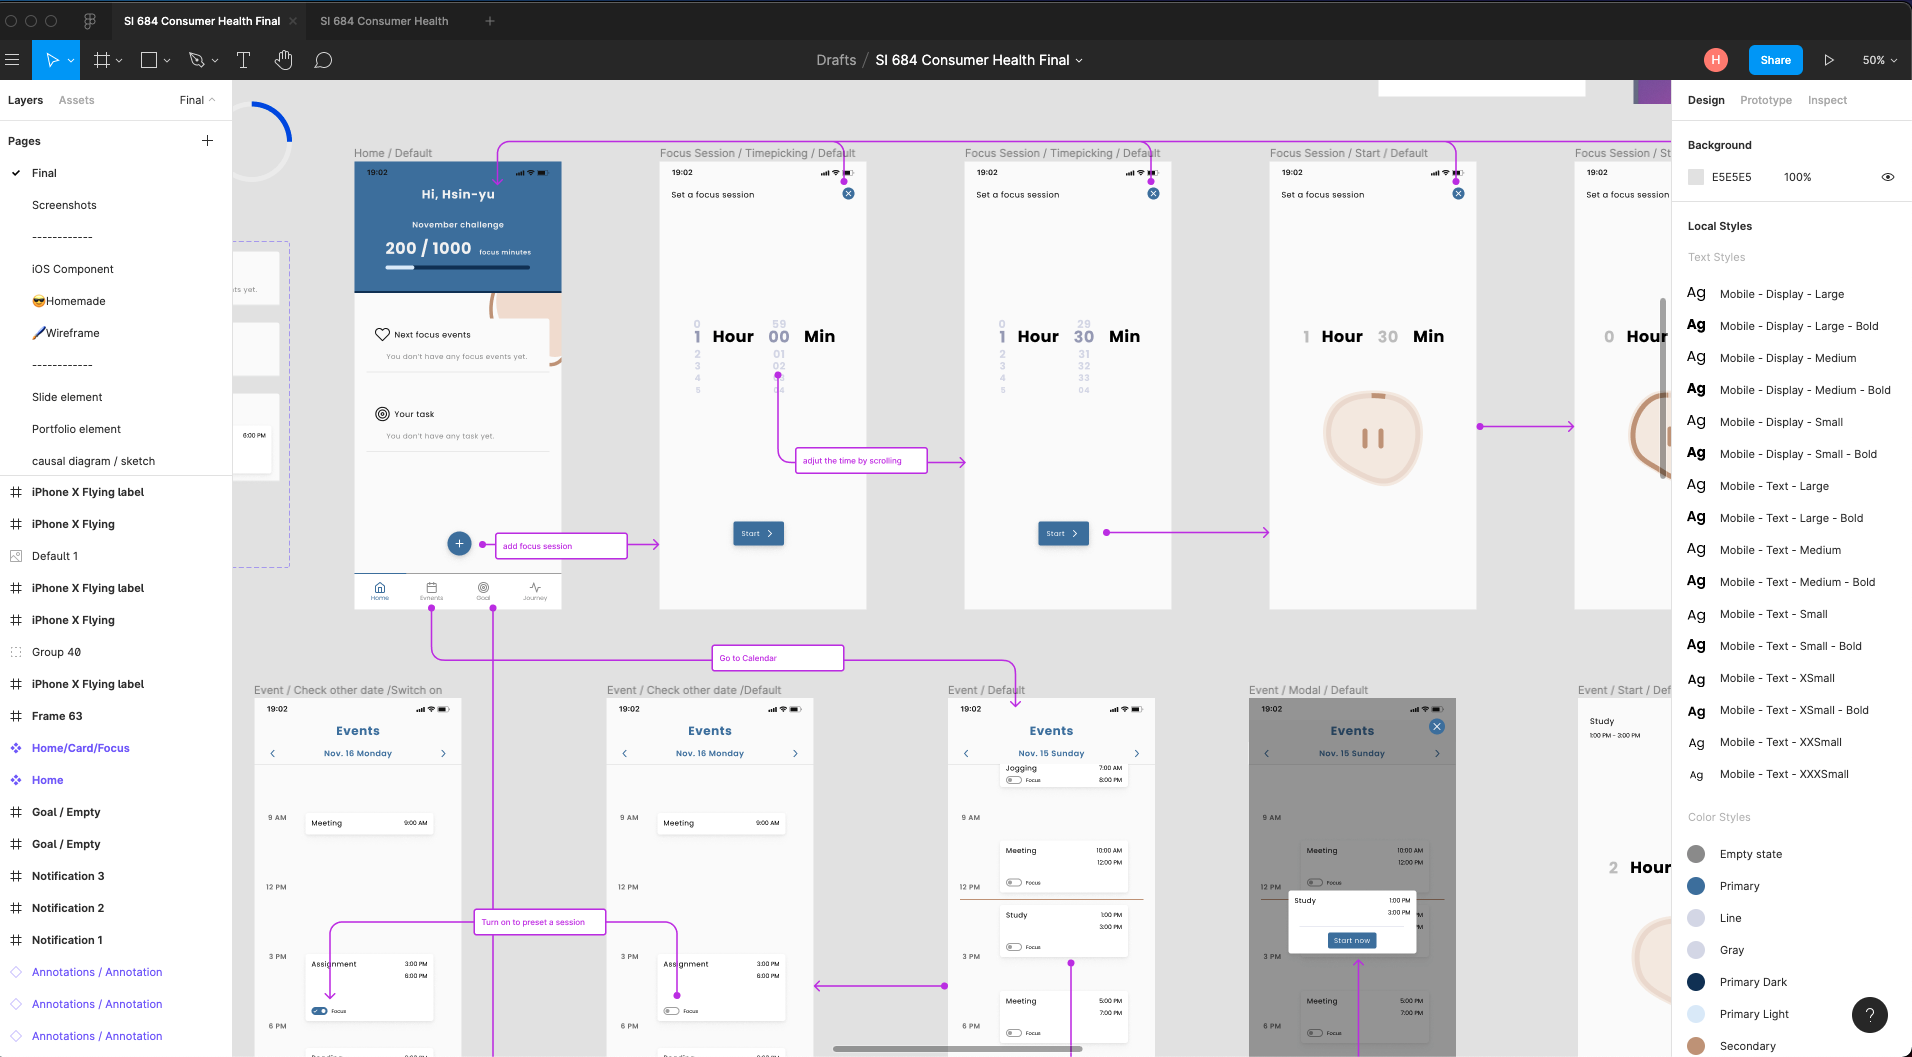 SI 684 Consumer Health Final
SI 684 Consumer Health
Drafts / SI 684 Consumer Health Final
H
Share
50%
Layers
Assets
Final
Pages
Final
Screenshots
------------
iOS Component
😎Homemade
🖊️Wireframe
------------
Slide element
Portfolio element
causal diagram / sketch
iPhone X Flying label
iPhone X Flying
Default 1
iPhone X Flying label
iPhone X Flying
Group 40
iPhone X Flying label
Frame 63
Home/Card/Focus
Home
Goal / Empty
Goal / Empty
Notification 3
Notification 2
Notification 1
Annotations / Annotation
Annotations / Annotation
Annotations / Annotation
ts yet.
6:00 PM
Home / Default
19:02
Hi, Hsin-yu
November challenge
200 / 1000 focus minutes
Next focus events
You don't have any focus events yet.
Your task
You don't have any task yet.
Home
Evnents
Goal
Journey
add focus session
Focus Session / Timepicking / Default
19:02
Set a focus session
0 59
1 Hour 00 Min
2 01
3 02
4
5 04
Start
adjut the time by scrolling
Focus Session / Timepicking / Default
19:02
Set a focus session
0 29
1 Hour 30 Min
2 31
3 32
4 33
5 04
Start
Focus Session / Start / Default
19:02
Set a focus session
1 Hour 30 Min
Focus Session / St
19:02
Set a focus session
0 Hour
Go to Calendar
Event / Check other date /Switch on
19:02
Events
Nov. 16 Monday
9 AM
Meeting 9:00 AM
12 PM
3 PM
Assignment 3:00 PM
6:00 PM
Focus
6 PM
Turn on to preset a session
Event / Check other date /Default
19:02
Events
Nov. 16 Monday
9 AM
Meeting 9:00 AM
12 PM
3 PM
Assignment 3:00 PM
6:00 PM
Focus
6 PM
Event / Default
19:02
Events
Nov. 15 Sunday
Jogging 7:00 AM
Focus 8:00 PM
9 AM
Meeting 10:00 AM
12:00 PM
Focus
12 PM
Study 1:00 PM
3:00 PM
Focus
3 PM
Meeting 5:00 PM
7:00 PM
6 PM
Focus
Event / Modal / Default
19:02
Events
Nov. 15 Sunday
9 AM
Meeting 10:00 AM
12:00 PM
12 PM
Focus
Study 1:00 PM
3:00 PM
Start now
3 PM
Meeting 5:00 PM
7:00 PM
6 PM
Focus
Event / Start / Def
Study
1:00 PM - 3:00 PM
2 Hour
Design
Prototype
Inspect
Background
E5E5E5 100%
Local Styles
Text Styles
Ag Mobile - Display - Large
Ag Mobile - Display - Large - Bold
Ag Mobile - Display - Medium
Ag Mobile - Display - Medium - Bold
Ag Mobile - Display - Small
Ag Mobile - Display - Small - Bold
Ag Mobile - Text - Large
Ag Mobile - Text - Large - Bold
Ag Mobile - Text - Medium
Ag Mobile - Text - Medium - Bold
Ag Mobile - Text - Small
Ag Mobile - Text - Small - Bold
Ag Mobile - Text - XSmall
Ag Mobile - Text - XSmall - Bold
Ag Mobile - Text - XXSmall
Ag Mobile - Text - XXXSmall
Color Styles
Empty state
Primary
Line
Gray
Primary Dark
Primary Light
Secondary
?